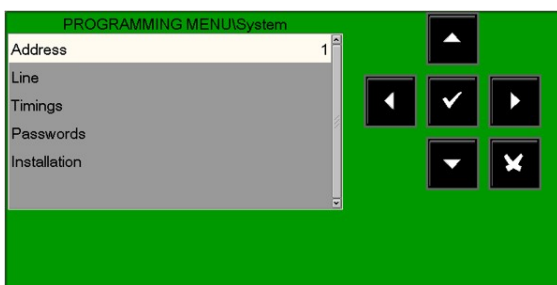 PROGRAMMING MENU\System
Address 1
Line
Timings
Passwords
Installation